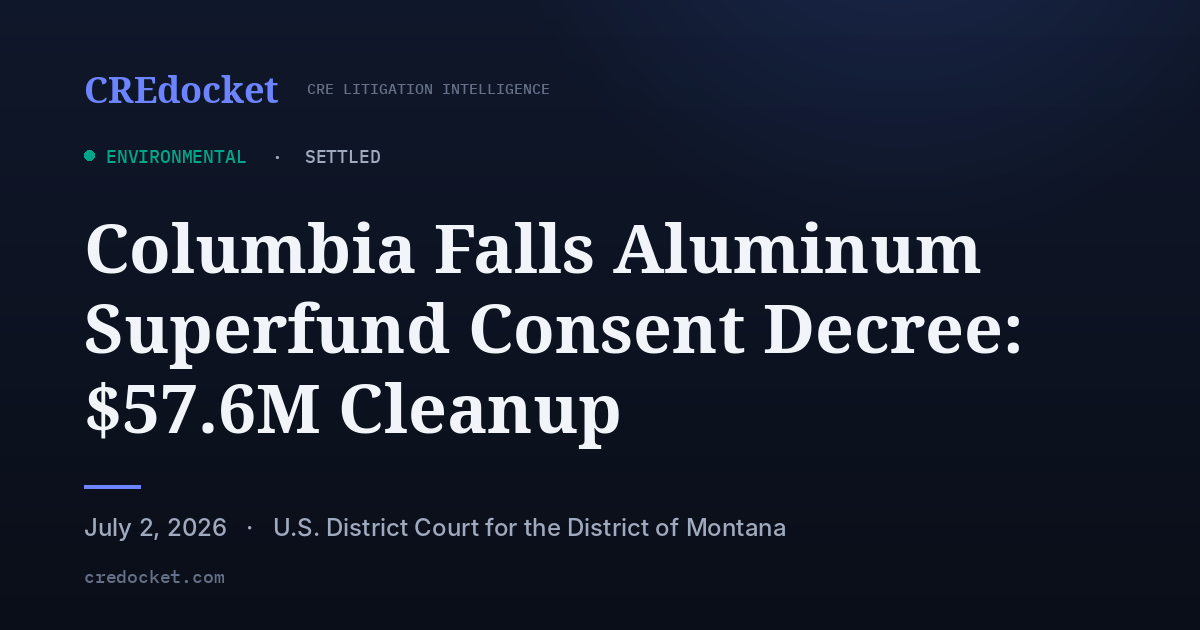 CREdocket CRE LITIGATION INTELLIGENCE
ENVIRONMENTAL · SETTLED
Columbia Falls Aluminum
Superfund Consent Decree:
$57.6M Cleanup
July 2, 2026 · U.S. District Court for the District of Montana
credocket.com